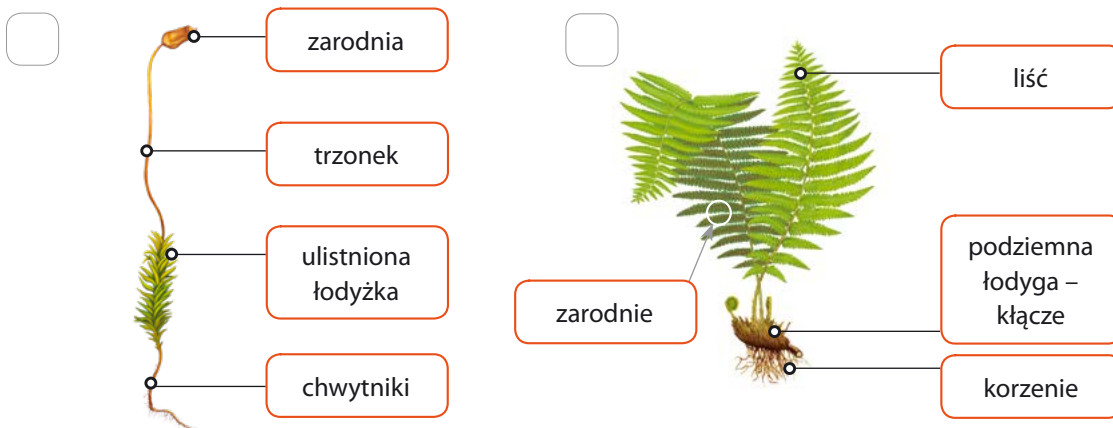 zarodnia
trzonek
ulistniona
łodyżka
chwytniki
liść
zarodnie
podziemna
łodyga –
kłącze
korzenie